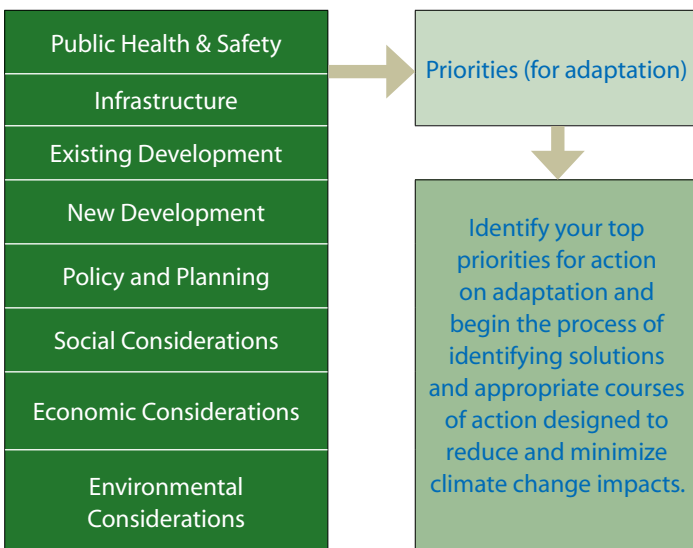 Public Health & Safety
Infrastructure
Existing Development
New Development
Policy and Planning
Social Considerations
Economic Considerations
Environmental
Considerations
Priorities (for adaptation)
Identify your top
priorities for action
on adaptation and
begin the process of
identifying solutions
and appropriate courses
of action designed to
reduce and minimize
climate change impacts.